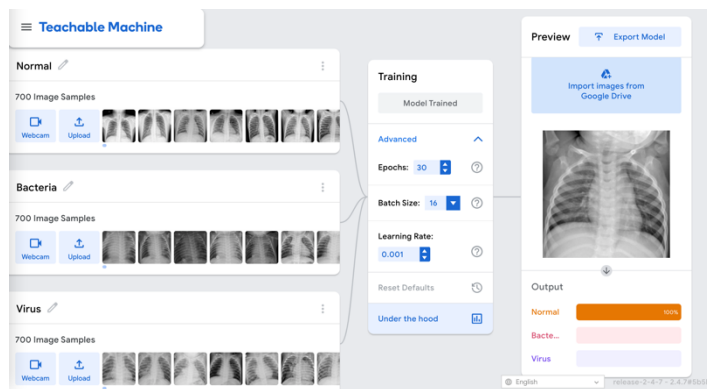 Teachable Machine
Normal
700 Image Samples
Webcam
Upload
Bacteria
700 Image Samples
Webcam
Upload
Virus
700 Image Samples
Webcam
Upload
Training
Model Trained
Advanced
Epochs: 30
Batch Size: 16
Learning Rate:
0.001
Reset Defaults
Under the hood
Preview
Export Model
Import images from
Google Drive
Output
Normal 100%
Bacte...
Virus
English